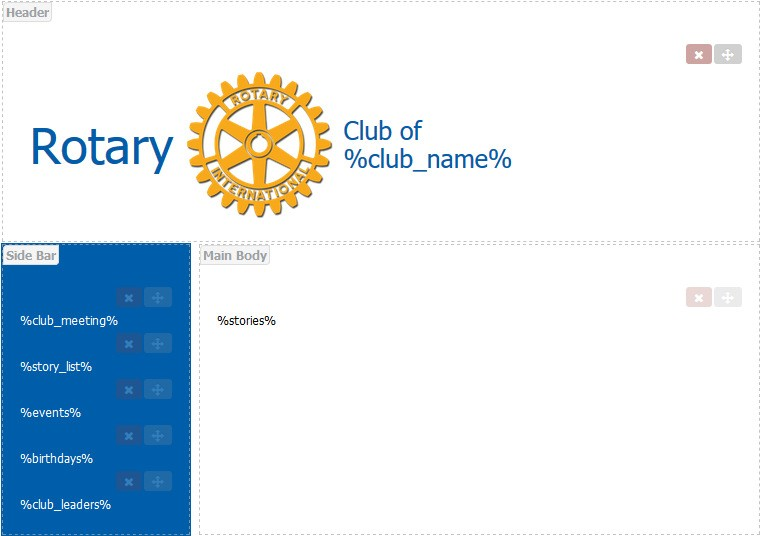 Header
Rotary
ROTARY
INTERNATIONAL
Club of
%club_name%
Side Bar
%club_meeting%
%story_list%
%events%
%birthdays%
%club_leaders%
Main Body
%stories%